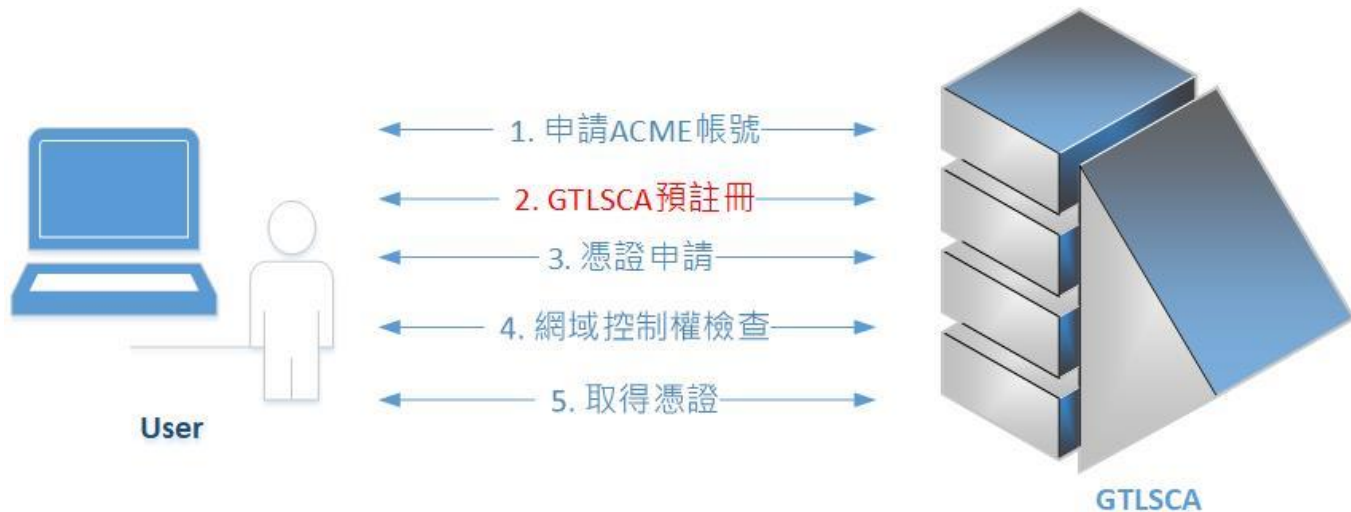 1. 申請ACME帳號
2. GTLSCA預註冊
3. 憑證申請
4. 網域控制權檢查
5. 取得憑證
User
GTLSCA